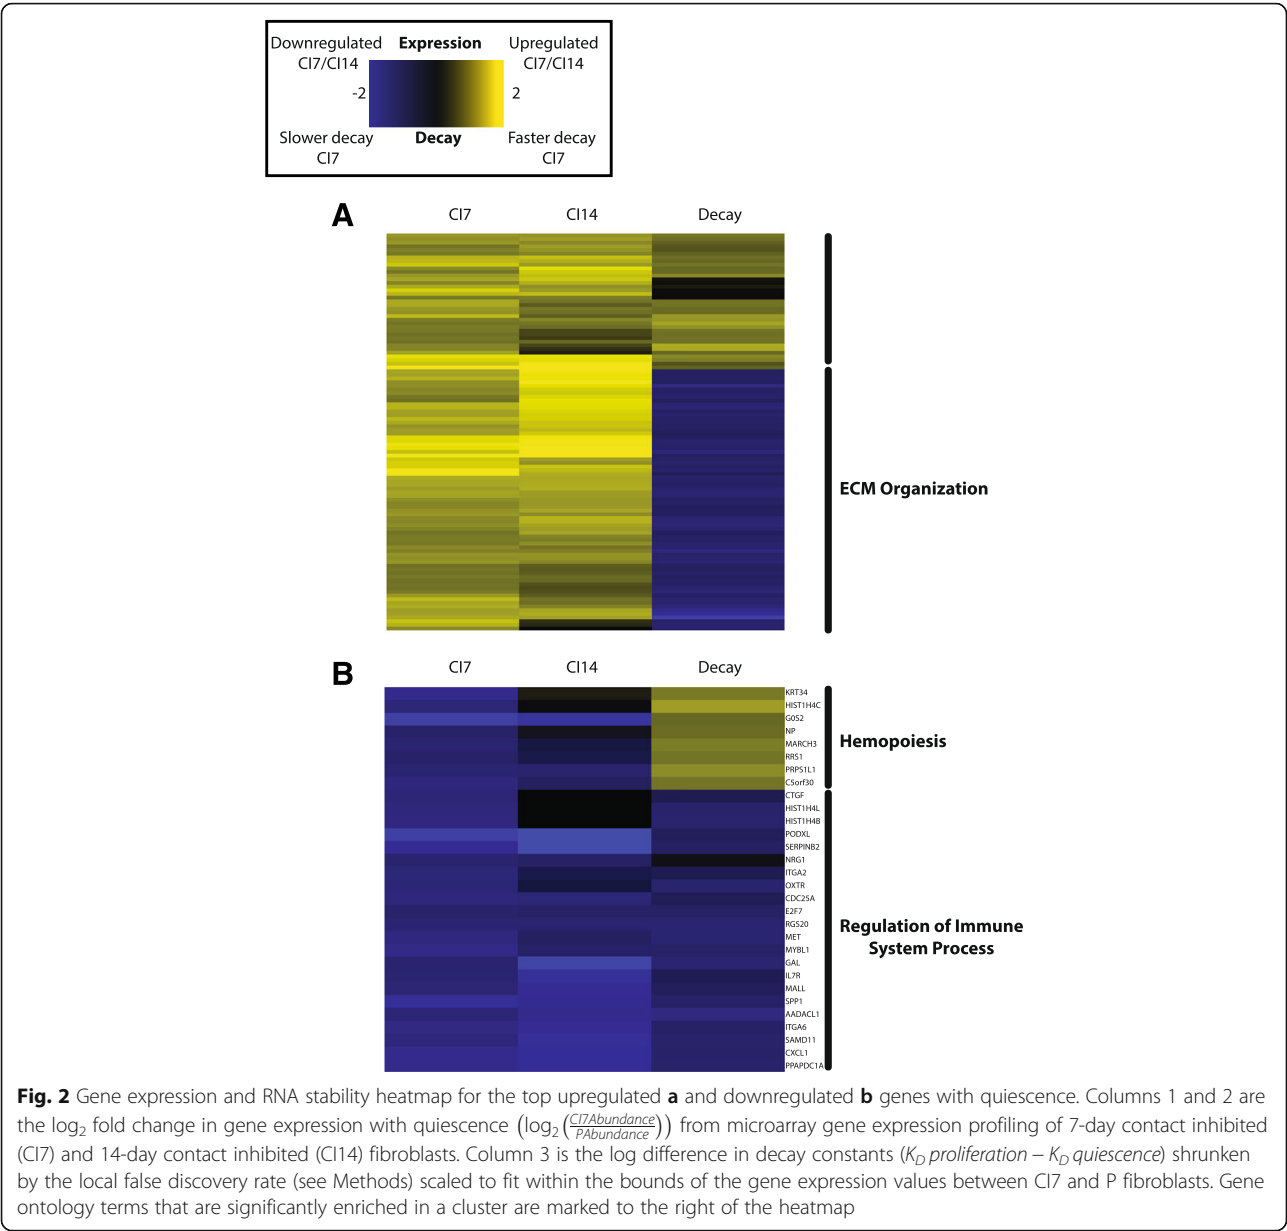 Downregulated Expression Upregulated
CI7/CI14 CI7/CI14
-2 2
Slower decay Decay Faster decay
CI7 CI7
A CI7 CI14 Decay
ECM Organization
B CI7 CI14 Decay
KRT34
HIST1H4C
G0S2
NP
Hemopoiesis
MARCH3
RRS1
PRPS1L1
C5orf30
CTGF
HIST1H4L
HIST1H4B
PODXL
SERPINB2
NRG1
ITGA2
OXTR
CDC25A
E2F7
RGS20
Regulation of Immune
System Process
MET
MYBL1
GAL
IL7R
MALL
SPP1
AADACL1
ITGA6
SAMD11
CXCL1
PPAPDC1A
Fig. 2 Gene expression and RNA stability heatmap for the top upregulated a and downregulated b genes with quiescence. Columns 1 and 2 are
the log₂ fold change in gene expression with quiescence (log₂(CI7Abundance/PAbundance)) from microarray gene expression profiling of 7-day contact inhibited
(CI7) and 14-day contact inhibited (CI14) fibroblasts. Column 3 is the log difference in decay constants (K_D proliferation – K_D quiescence) shrunken
by the local false discovery rate (see Methods) scaled to fit within the bounds of the gene expression values between CI7 and P fibroblasts. Gene
ontology terms that are significantly enriched in a cluster are marked to the right of the heatmap